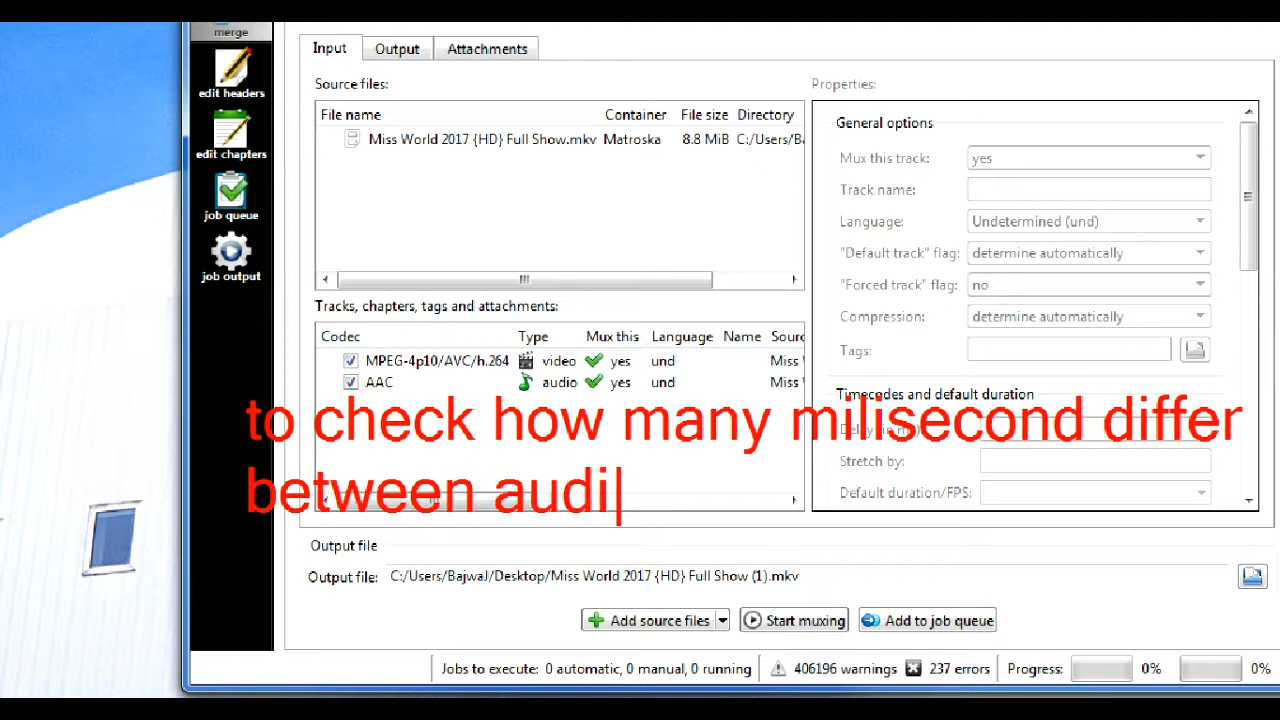 merge
edit headers
edit chapters
job queue
job output
Input Output Attachments
Source files:
File name Container File size Directory
Miss World 2017 {HD} Full Show.mkv Matroska 8.8 MiB C:/Users/Ba
Tracks, chapters, tags and attachments:
Codec Type Mux this Language Name Sourc
MPEG-4p10/AVC/h.264 video yes und Miss
AAC audio yes und Miss
Properties:
General options
Mux this track: yes
Track name:
Language: Undetermined (und)
"Default track" flag: determine automatically
"Forced track" flag: no
Compression: determine automatically
Tags:
Timecodes and default duration
Delay (in ms):
Stretch by:
Default duration/FPS:
to check how many milisecond differ
between audi
Output file
Output file: C:/Users/BajwaJ/Desktop/Miss World 2017 {HD} Full Show (1).mkv
Add source files Start muxing Add to job queue
Jobs to execute: 0 automatic, 0 manual, 0 running 406196 warnings 237 errors Progress: 0% 0%